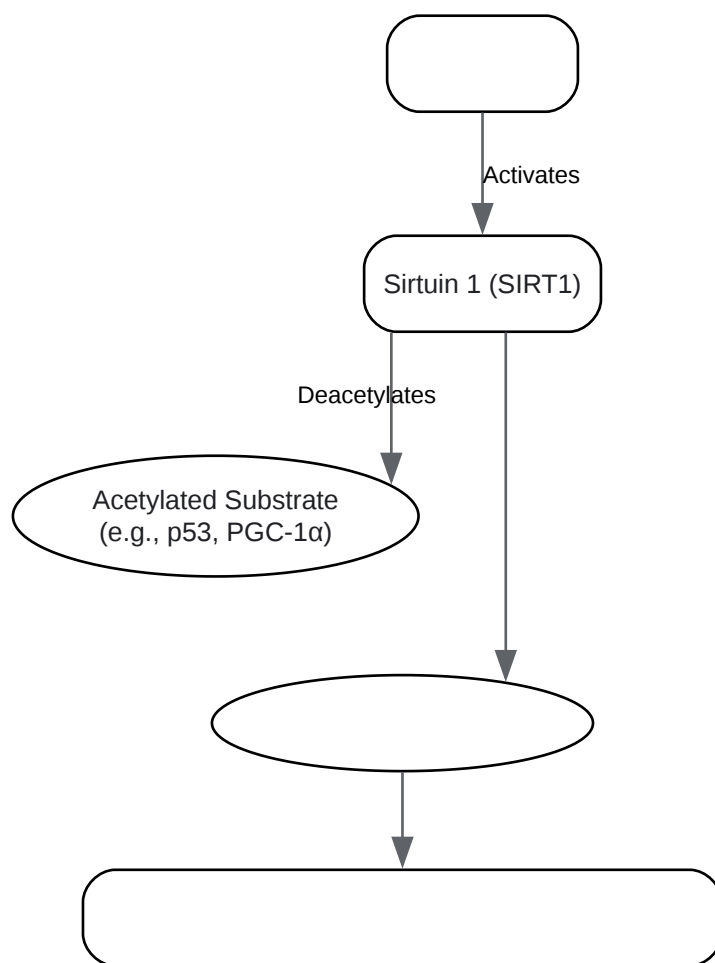 Activates
Sirtuin 1 (SIRT1)
Deacetylates
Acetylated Substrate
(e.g., p53, PGC-1α)